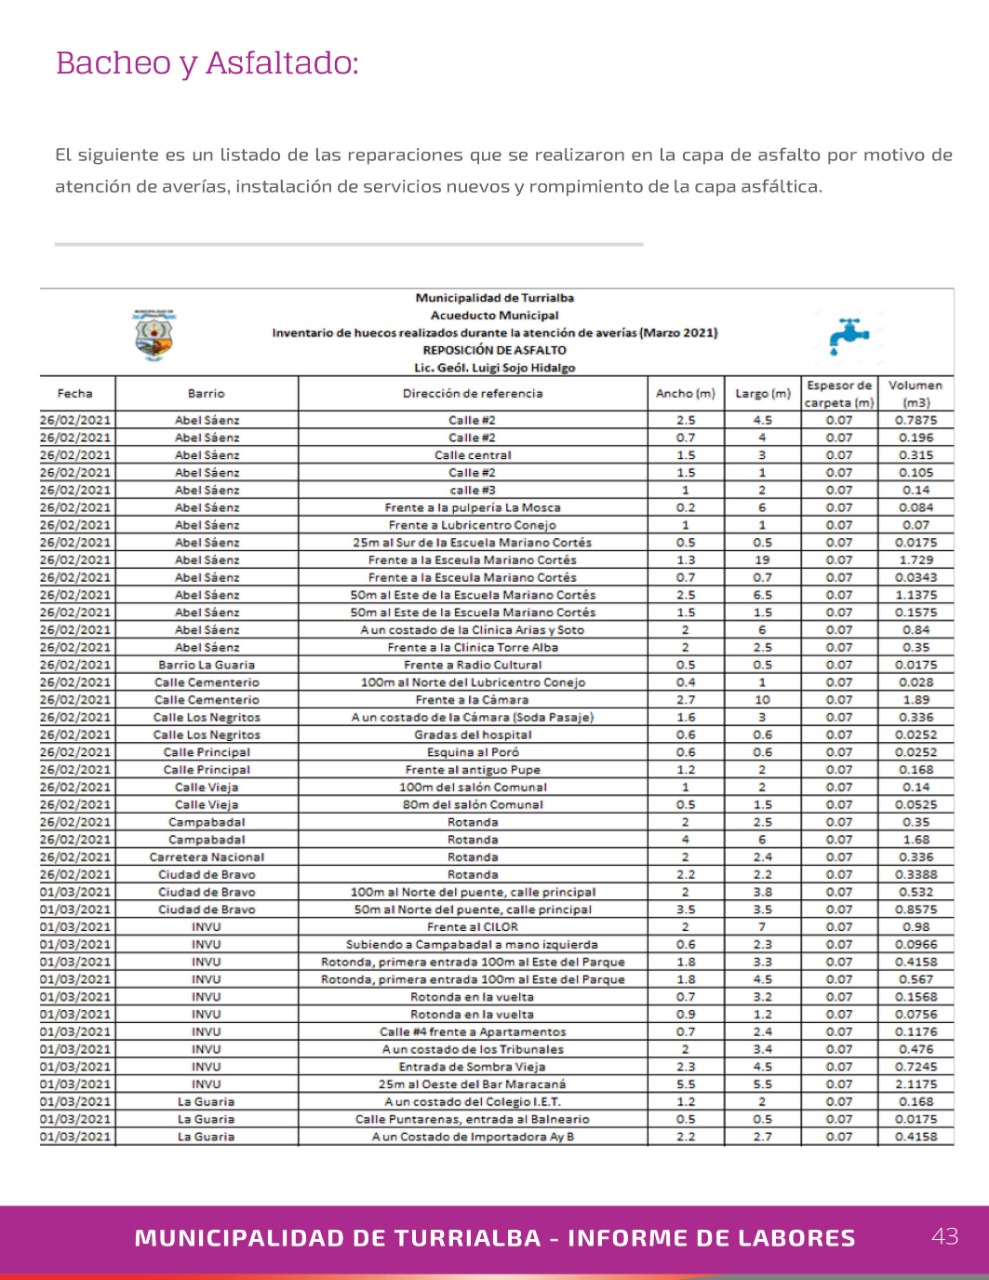 Bacheo y Asfaltado:
El siguiente es un listado de las reparaciones que se realizaron en la capa de asfalto por motivo de
atención de averías, instalación de servicios nuevos y rompimiento de la capa asfáltica.
Municipalidad de Turrialba
Acueducto Municipal
Inventario de huecos realizados durante la atención de averías (Marzo 2021)
REPOSICIÓN DE ASFALTO
Lic. Geól. Luigi Sojo Hidalgo
Fecha Barrio Dirección de referencia Ancho (m) Largo (m) Espesor de carpeta (m) Volumen (m3)
26/02/2021 Abel Sáenz Calle #2 2.5 4.5 0.07 0.7875
26/02/2021 Abel Sáenz Calle #2 0.7 4 0.07 0.196
26/02/2021 Abel Sáenz Calle central 1.5 3 0.07 0.315
26/02/2021 Abel Sáenz Calle #2 1.5 1 0.07 0.105
26/02/2021 Abel Sáenz calle #3 1 2 0.07 0.14
26/02/2021 Abel Sáenz Frente a la pulpería La Mosca 0.2 6 0.07 0.084
26/02/2021 Abel Sáenz Frente a Lubricentro Conejo 1 1 0.07 0.07
26/02/2021 Abel Sáenz 25m al Sur de la Escuela Mariano Cortés 0.5 0.5 0.07 0.0175
26/02/2021 Abel Sáenz Frente a la Esceula Mariano Cortés 1.3 19 0.07 1.729
26/02/2021 Abel Sáenz Frente a la Esceula Mariano Cortés 0.7 0.7 0.07 0.0343
26/02/2021 Abel Sáenz 50m al Este de la Escuela Mariano Cortés 2.5 6.5 0.07 1.1375
26/02/2021 Abel Sáenz 50m al Este de la Escuela Mariano Cortés 1.5 1.5 0.07 0.1575
26/02/2021 Abel Sáenz A un costado de la Clínica Arias y Soto 2 6 0.07 0.84
26/02/2021 Abel Sáenz Frente a la Clínica Torre Alba 2 2.5 0.07 0.35
26/02/2021 Barrio La Guaria Frente a Radio Cultural 0.5 0.5 0.07 0.0175
26/02/2021 Calle Cementerio 100m al Norte del Lubricentro Conejo 0.4 1 0.07 0.028
26/02/2021 Calle Cementerio Frente a la Cámara 2.7 10 0.07 1.89
26/02/2021 Calle Los Negritos A un costado de la Cámara (Soda Pasaje) 1.6 3 0.07 0.336
26/02/2021 Calle Los Negritos Gradas del hospital 0.6 0.6 0.07 0.0252
26/02/2021 Calle Principal Esquina al Poró 0.6 0.6 0.07 0.0252
26/02/2021 Calle Principal Frente al antiguo Pupe 1.2 2 0.07 0.168
26/02/2021 Calle Vieja 100m del salón Comunal 1 2 0.07 0.14
26/02/2021 Calle Vieja 80m del salón Comunal 0.5 1.5 0.07 0.0525
26/02/2021 Campabadal Rotanda 2 2.5 0.07 0.35
26/02/2021 Campabadal Rotanda 4 6 0.07 1.68
26/02/2021 Carretera Nacional Rotanda 2 2.4 0.07 0.336
26/02/2021 Ciudad de Bravo Rotanda 2.2 2.2 0.07 0.3388
01/03/2021 Ciudad de Bravo 100m al Norte del puente, calle principal 2 3.8 0.07 0.532
01/03/2021 Ciudad de Bravo 50m al Norte del puente, calle principal 3.5 3.5 0.07 0.8575
01/03/2021 INVU Frente al CILOR 2 7 0.07 0.98
01/03/2021 INVU Subiendo a Campabadal a mano izquierda 0.6 2.3 0.07 0.0966
01/03/2021 INVU Rotonda, primera entrada 100m al Este del Parque 1.8 3.3 0.07 0.4158
01/03/2021 INVU Rotonda, primera entrada 100m al Este del Parque 1.8 4.5 0.07 0.567
01/03/2021 INVU Rotonda en la vuelta 0.7 3.2 0.07 0.1568
01/03/2021 INVU Rotonda en la vuelta 0.9 1.2 0.07 0.0756
01/03/2021 INVU Calle #4 frente a Apartamentos 0.7 2.4 0.07 0.1176
01/03/2021 INVU A un costado de los Tribunales 2 3.4 0.07 0.476
01/03/2021 INVU Entrada de Sombra Vieja 2.3 4.5 0.07 0.7245
01/03/2021 INVU 25m al Oeste del Bar Maracaná 5.5 5.5 0.07 2.1175
01/03/2021 La Guaria A un costado del Colegio I.E.T. 1.2 2 0.07 0.168
01/03/2021 La Guaria Calle Puntarenas, entrada al Balneario 0.5 0.5 0.07 0.0175
01/03/2021 La Guaria A un Costado de Importadora Ay B 2.2 2.7 0.07 0.4158
MUNICIPALIDAD DE TURRIALBA - INFORME DE LABORES 43